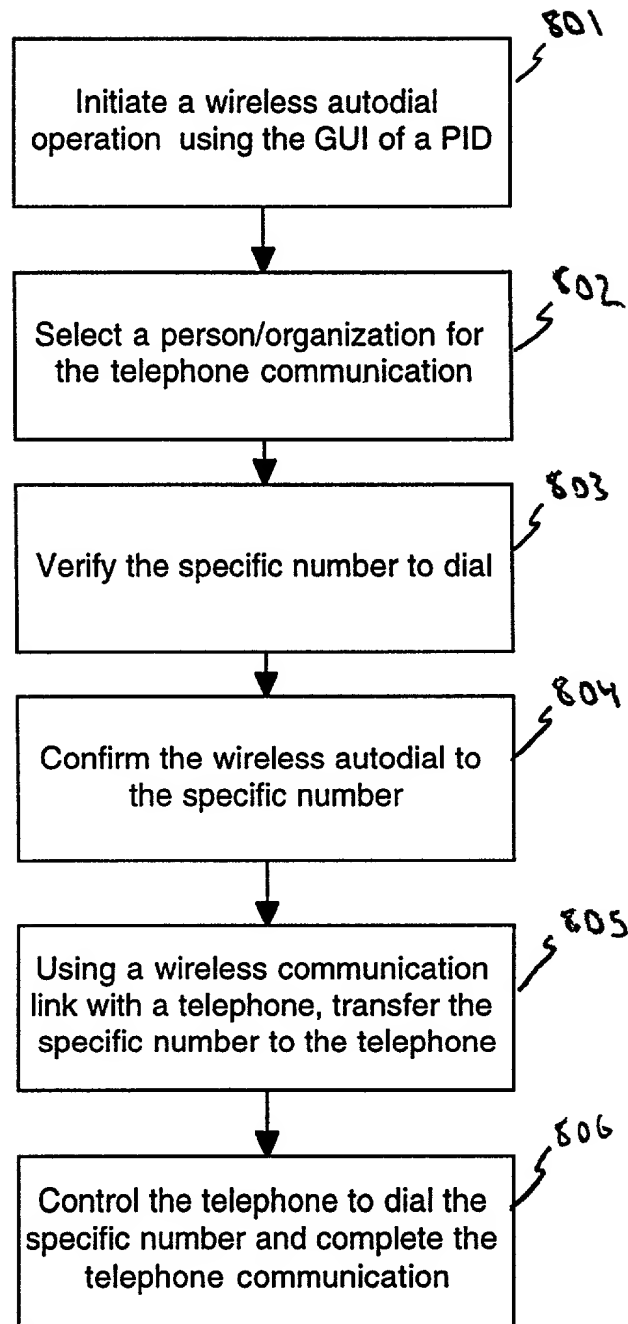 801
Initiate a wireless autodial
operation using the GUI of a PID
802
Select a person/organization for
the telephone communication
803
Verify the specific number to dial
804
Confirm the wireless autodial to
the specific number
805
Using a wireless communication
link with a telephone, transfer the
specific number to the telephone
806
Control the telephone to dial the
specific number and complete the
telephone communication